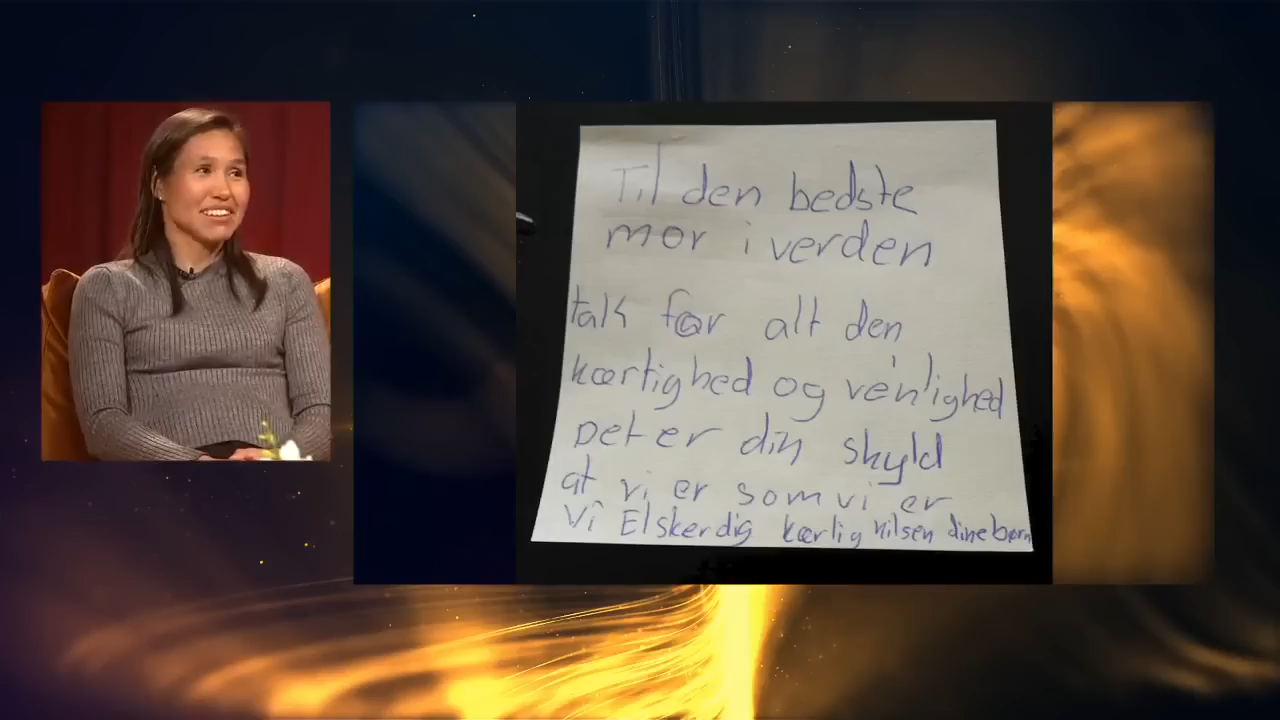 Til den bedste
mor i verden
tak for alt den
kærlighed og venlighed
Det er din skyld
at vi er som vi er
Vi Elsker dig kærlig hilsen dine børn